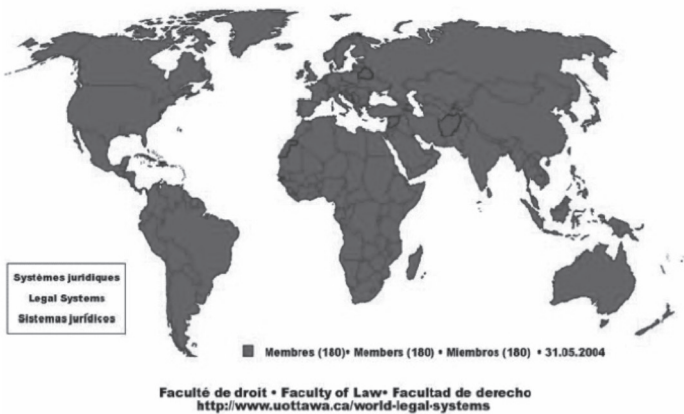 Systèmes juridiques
Legal Systems
Sistemas jurídicos
Membres (180)• Members (180) • Miembros (180) • 31.05.2004
Faculté de droit • Faculty of Law• Facultad de derecho
http://www.uottawa.ca/world-legal-systems